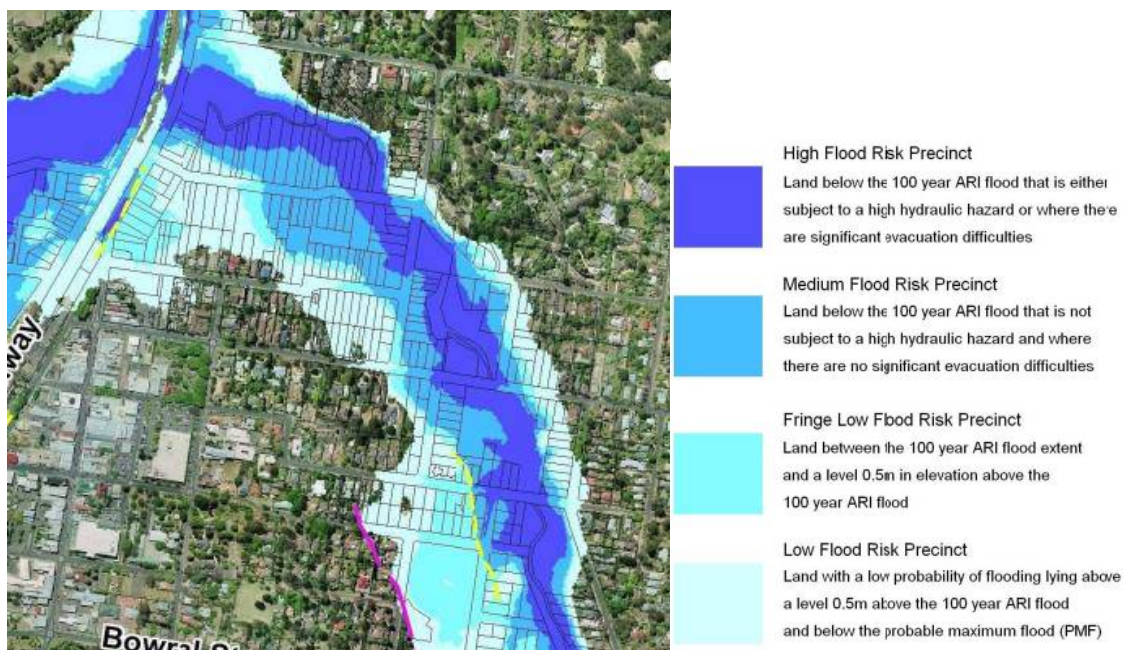 way
Bowral S
High Flood Risk Precinct
Land below the 100 year ARI flood that is either
subject to a high hydraulic hazard or where there
are significant evacuation difficulties
Medium Flood Risk Precinct
Land below the 100 year ARI flood that is not
subject to a high hydraulic hazard and where
there are no significant evacuation difficulties
Fringe Low Flood Risk Precinct
Land between the 100 year ARI flood extent
and a level 0.5m in elevation above the
100 year ARI flood
Low Flood Risk Precinct
Land with a low probability of flooding lying above
a level 0.5m above the 100 year ARI flood
and below the probable maximum flood (PMF)